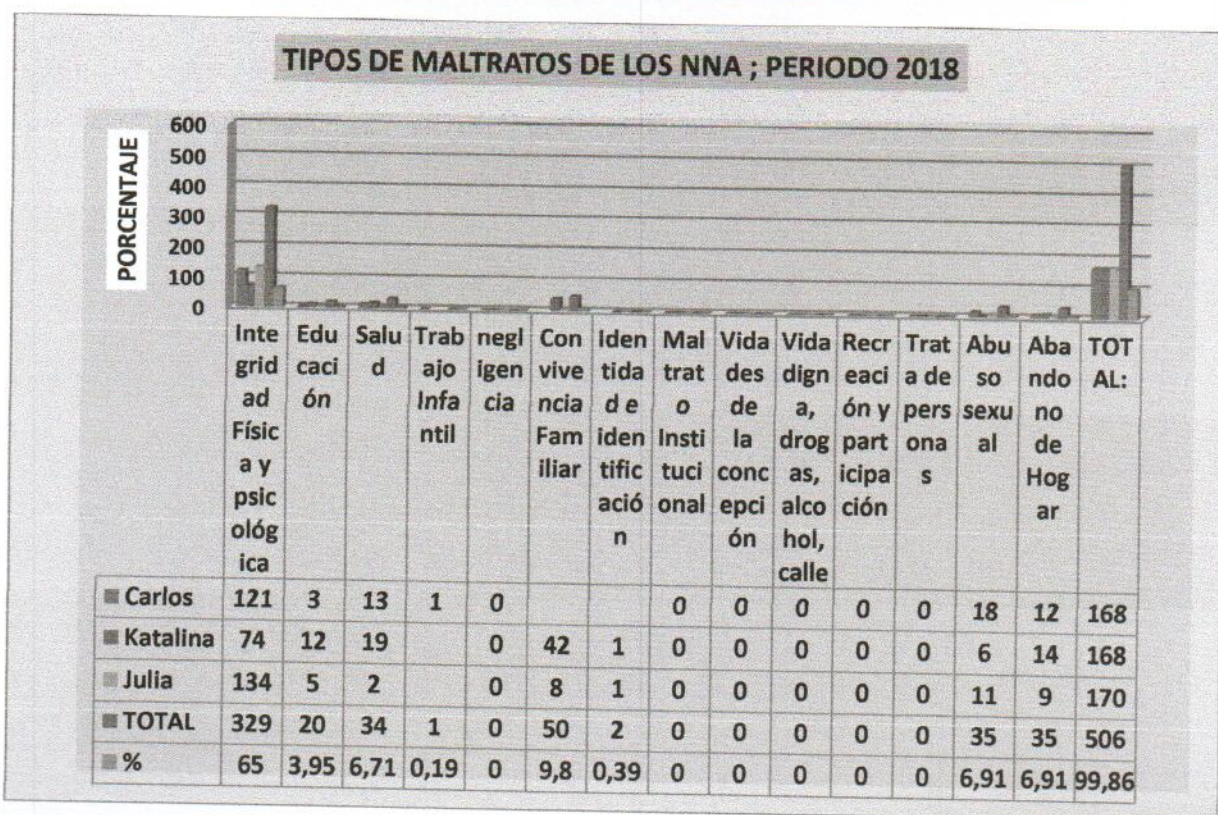 TIPOS DE MALTRATOS DE LOS NNA ; PERIODO 2018
PORCENTAJE
600
500
400
300
200
100
0
Inte
grid
ad
Físic
a y
psic
ológ
ica
Edu
caci
ón
Salu
d
Trab
ajo
Infa
ntil
negl
igen
cia
Con
vive
ncia
Fam
iliar
Iden
tida
d e
iden
tific
ació
n
Mal
trat
o
Insti
tuci
onal
Vida
des
de
la
conc
epci
ón
Vida
dign
a,
drog
as,
alco
hol,
calle
Recr
eaci
ón y
part
icipa
ción
Trat
a de
pers
ona
s
Abu
so
sexu
al
Aba
ndo
no
de
Hog
ar
TOT
AL:
Carlos 121 3 13 1 0 0 0 0 0 0 18 12 168
Katalina 74 12 19 0 42 1 0 0 0 0 0 6 14 168
Julia 134 5 2 0 8 1 0 0 0 0 0 11 9 170
TOTAL 329 20 34 1 0 50 2 0 0 0 0 0 35 35 506
% 65 3,95 6,71 0,19 0 9,8 0,39 0 0 0 0 0 6,91 6,91 99,86